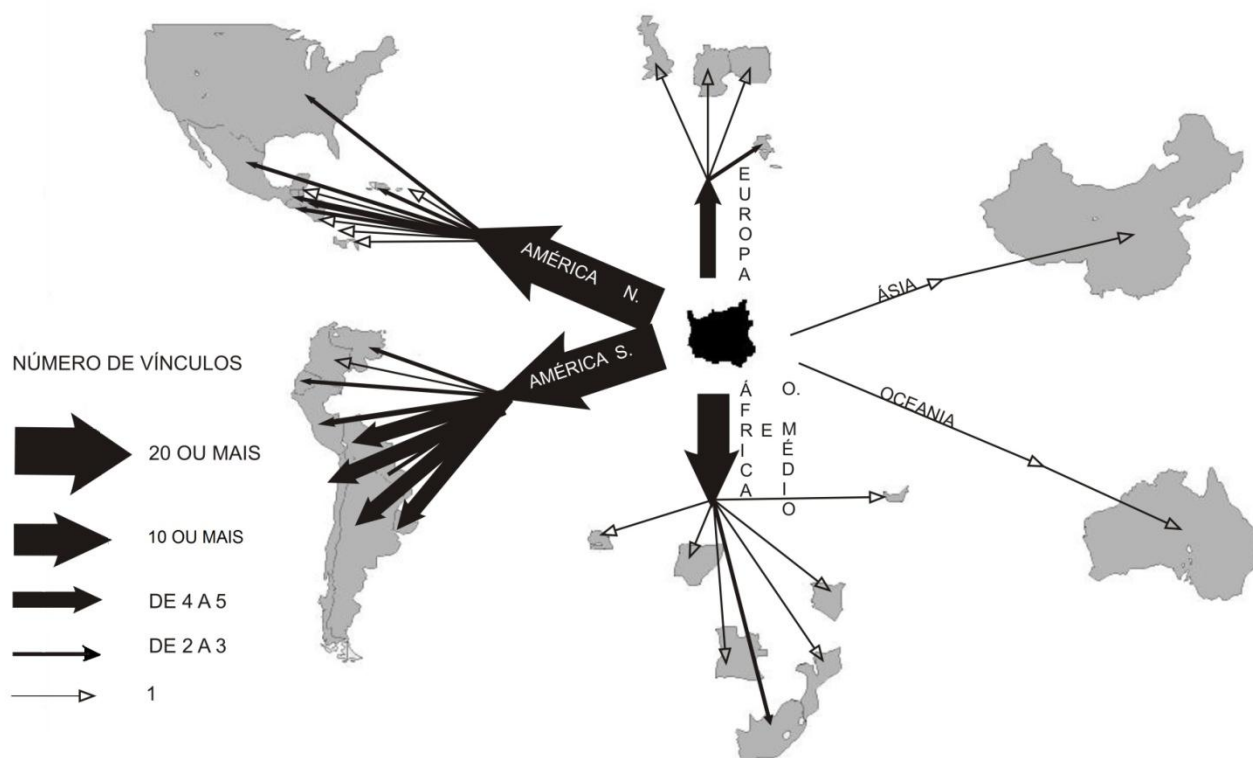 AMÉRICA N.
EUROPA
ÁSIA
AMÉRICA S.
NÚMERO DE VÍNCULOS
OCEANIA
ÁFRICA E
O. MÉDIO
20 OU MAIS
10 OU MAIS
DE 4 A 5
DE 2 A 3
1